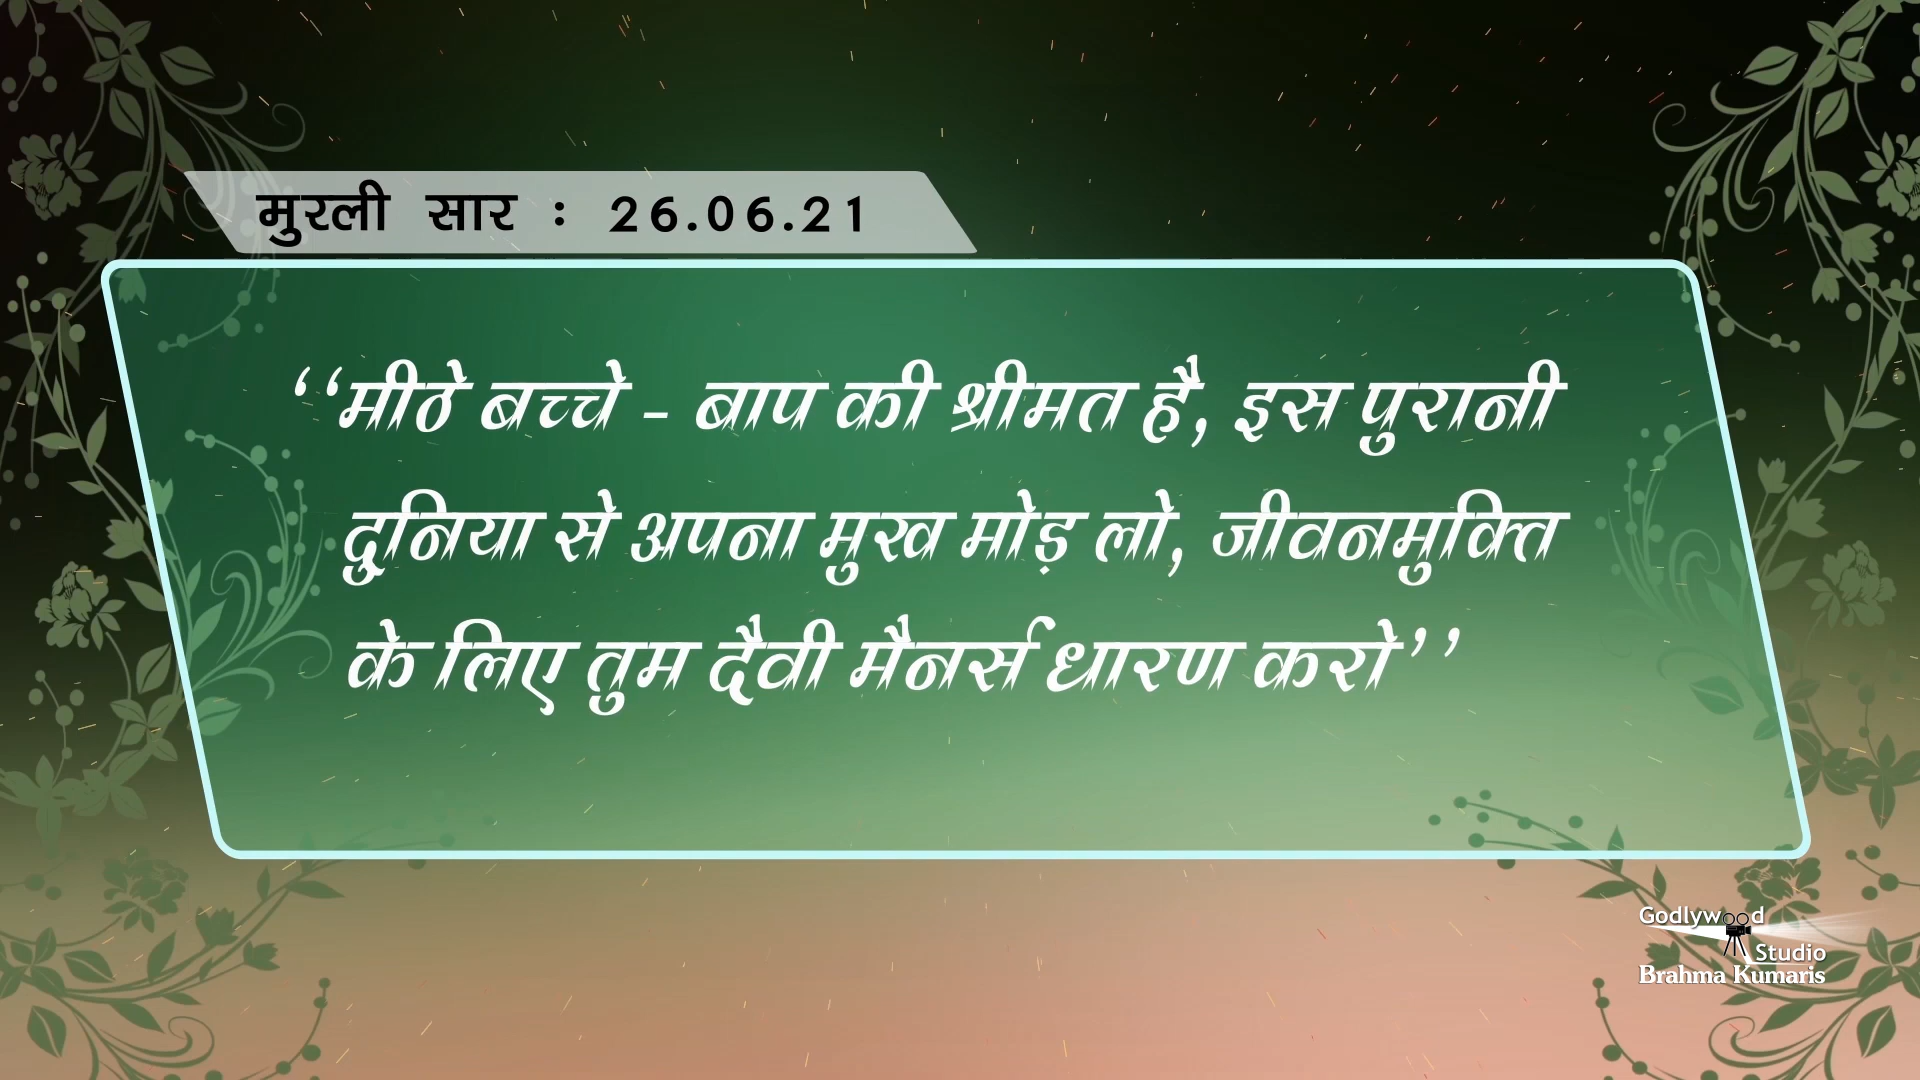 मुरली सार : 26.06.21
‘‘मीठे बच्चे - बाप की श्रीमत है, इस पुरानी
दुनिया से अपना मुख मोड़ लो, जीवनमुक्ति
के लिए तुम दैवी मैनर्स धारण करो’’
Godlywood
Studio
Brahma Kumaris